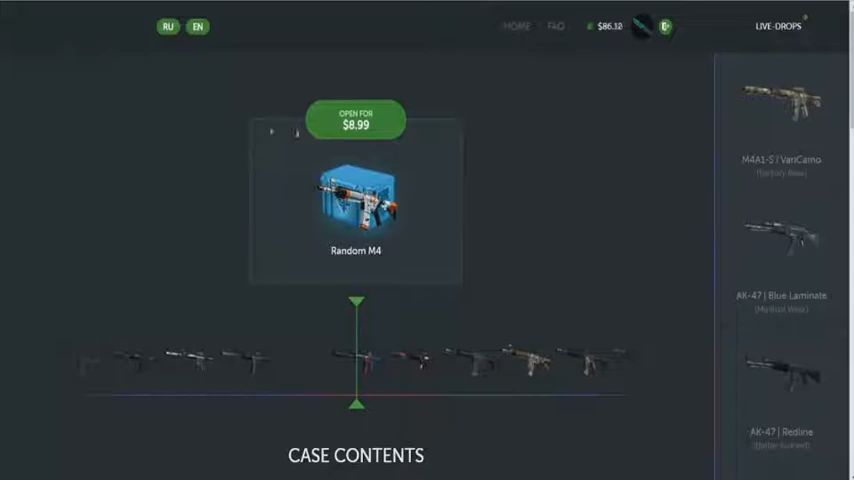 RU
EN
HOME
FAQ
$86.12
LIVE-DROPS
OPEN FOR
$8.99
Random M4
M4A1-S | VariCamo
AK-47 | Blue Laminate
AK-47 | Redline
CASE CONTENTS